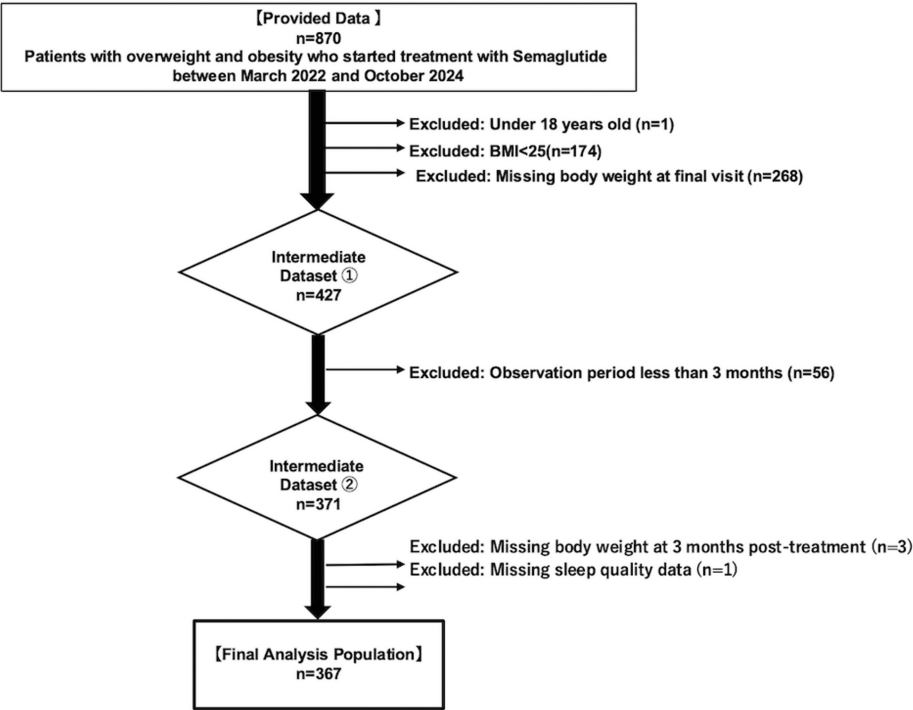 【Provided Data 】
n=870
Patients with overweight and obesity who started treatment with Semaglutide
between March 2022 and October 2024
Excluded: Under 18 years old (n=1)
Excluded: BMI<25(n=174)
Excluded: Missing body weight at final visit (n=268)
Intermediate
Dataset ①
n=427
Excluded: Observation period less than 3 months (n=56)
Intermediate
Dataset ②
n=371
Excluded: Missing body weight at 3 months post-treatment (n=3)
Excluded: Missing sleep quality data (n=1)
【Final Analysis Population】
n=367